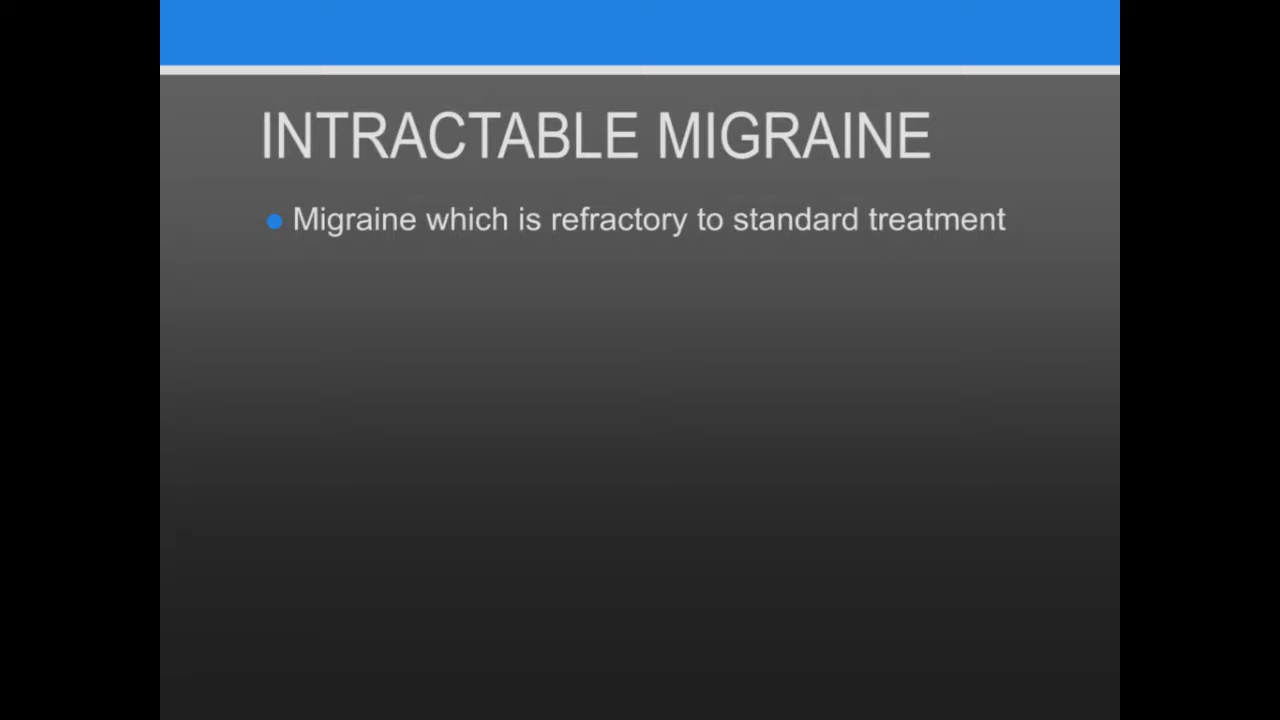 INTRACTABLE MIGRAINE
Migraine which is refractory to standard treatment